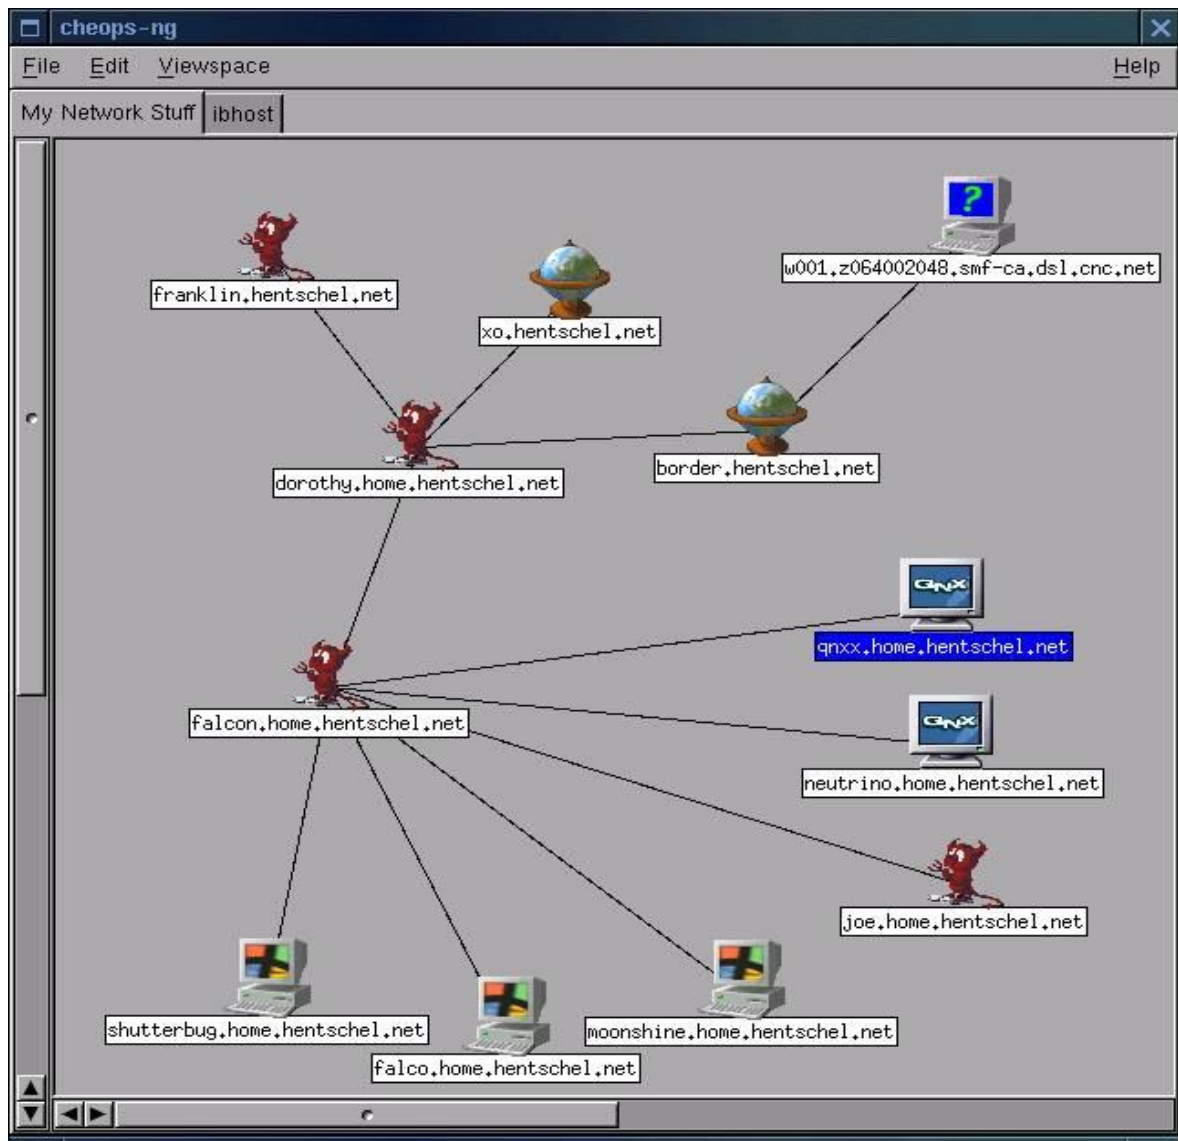 cheops-ng
File Edit Viewspace Help
My Network Stuff ibhost
?
w001.z064002048.smf-ca.dsl.cnc.net
franklin.hentschel.net
xo.hentschel.net
border.hentschel.net
dorothy.home.hentschel.net
QNX
qnxx.home.hentschel.net
QNX
falcon.home.hentschel.net
neutrino.home.hentschel.net
joe.home.hentschel.net
shutterbug.home.hentschel.net
moonshine.home.hentschel.net
falco.home.hentschel.net